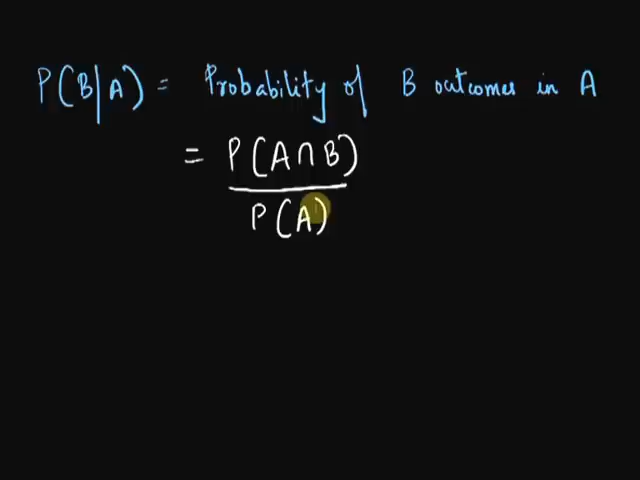 P(B|A) = Probability of B outcomes in A
= P(A∩B)
P(A)